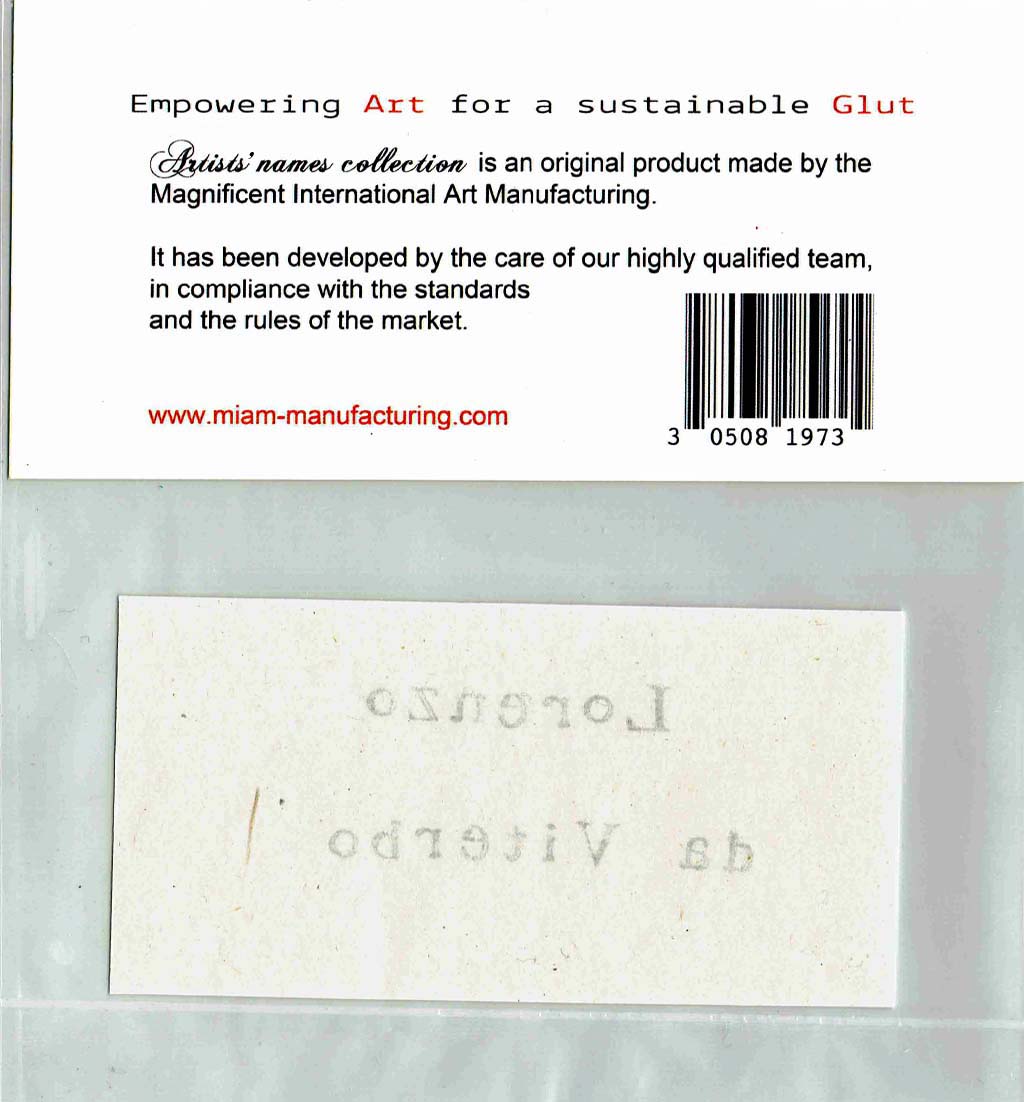 Empowering Art for a sustainable Glut
Artists' names collection is an original product made by the
Magnificent International Art Manufacturing.
It has been developed by the care of our highly qualified team,
in compliance with the standards
and the rules of the market.
www.miam-manufacturing.com
3 0508 1973
Lorenzo
da Viterbo